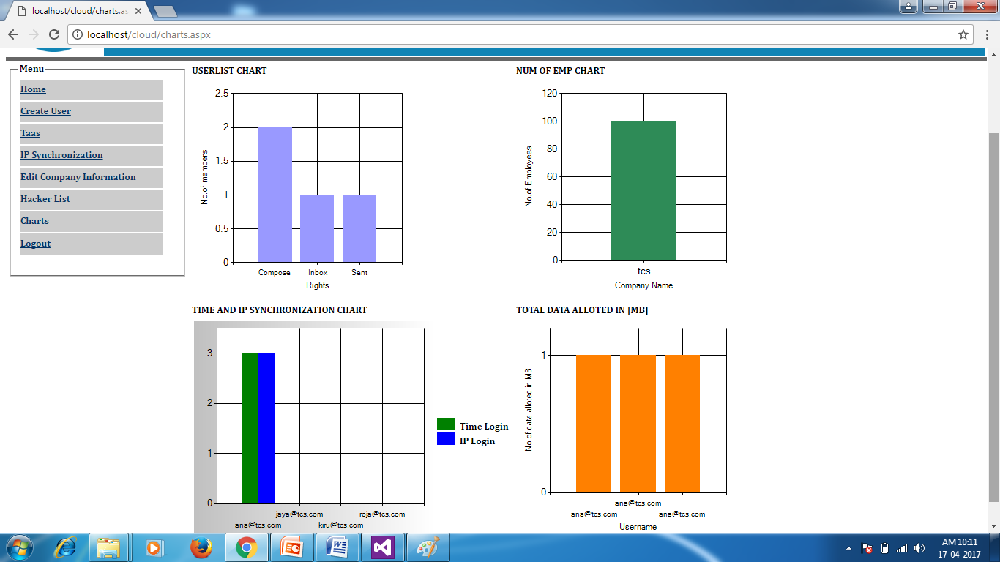 localhost/cloud/charts.as
localhost/cloud/charts.aspx
Menu
Home
Create User
Taas
IP Synchronization
Edit Company Information
Hacker List
Charts
Logout
USERLIST CHART
2.5
2
1.5
1
0.5
0
No.of members
Compose Inbox Sent
Rights
NUM OF EMP CHART
120
100
80
60
40
20
0
No.of Employees
tcs
Company Name
TIME AND IP SYNCHRONIZATION CHART
3
2
1
0
jaya@tcs.com roja@tcs.com
ana@tcs.com kiru@tcs.com
Time Login
IP Login
TOTAL DATA ALLOTED IN [MB]
1
0
No of data alloted in MB
ana@tcs.com
ana@tcs.com ana@tcs.com
Username
AM 10:11
17-04-2017